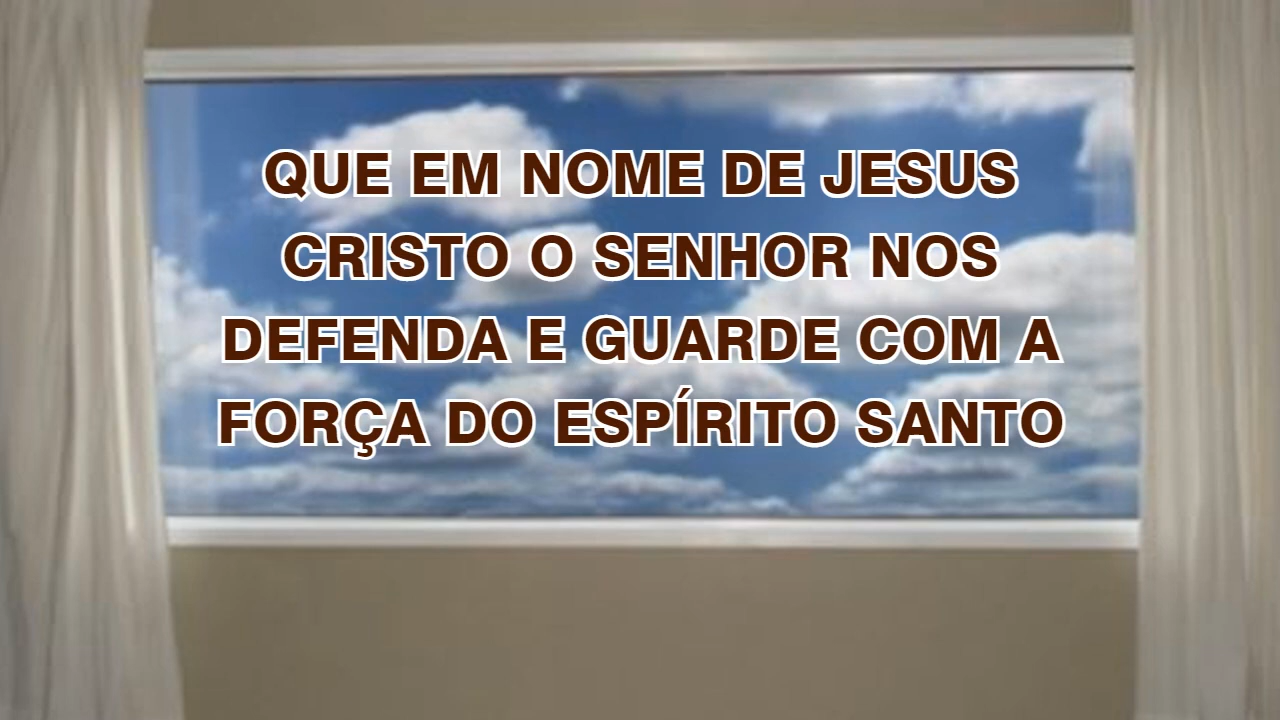 QUE EM NOME DE JESUS
CRISTO O SENHOR NOS
DEFENDA E GUARDE COM A
FORÇA DO ESPÍRITO SANTO